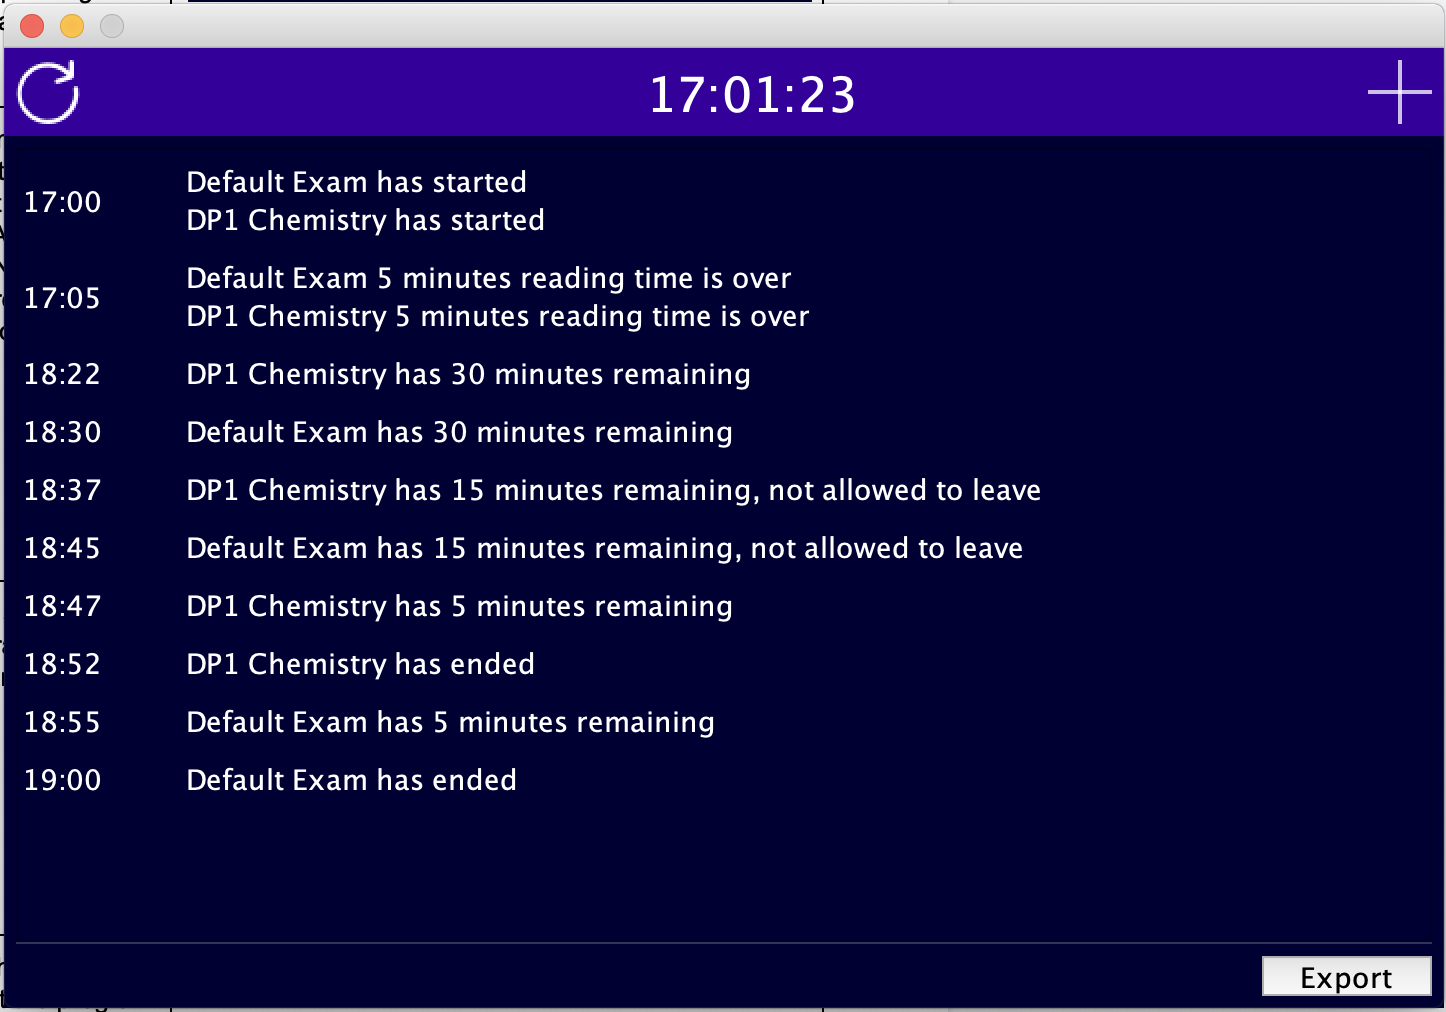 17:01:23
17:00
Default Exam has started
DP1 Chemistry has started
17:05
Default Exam 5 minutes reading time is over
DP1 Chemistry 5 minutes reading time is over
18:22 DP1 Chemistry has 30 minutes remaining
18:30 Default Exam has 30 minutes remaining
18:37 DP1 Chemistry has 15 minutes remaining, not allowed to leave
18:45 Default Exam has 15 minutes remaining, not allowed to leave
18:47 DP1 Chemistry has 5 minutes remaining
18:52 DP1 Chemistry has ended
18:55 Default Exam has 5 minutes remaining
19:00 Default Exam has ended
Export